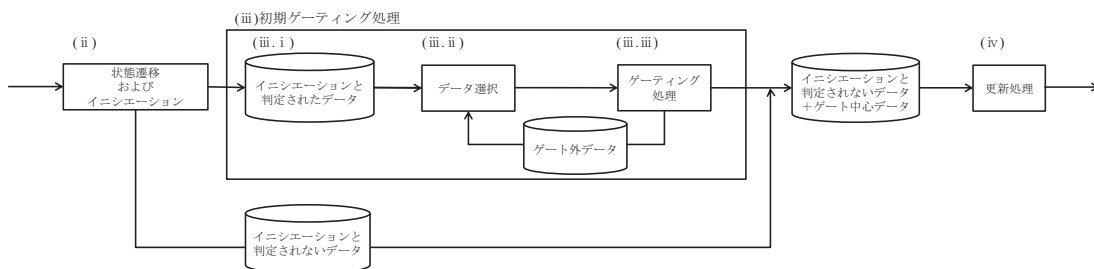 (ⅲ)初期ゲーティング処理
(ⅱ)
状態遷移
および
イニシエーション
(ⅲ.ⅰ)
イニシエーションと
判定されたデータ
(ⅲ.ⅱ)
データ選択
(ⅲ.ⅲ)
ゲーティング
処理
ゲート外データ
イニシエーションと
判定されないデータ
＋ゲート中心データ
(ⅳ)
更新処理
イニシエーションと
判定されないデータ